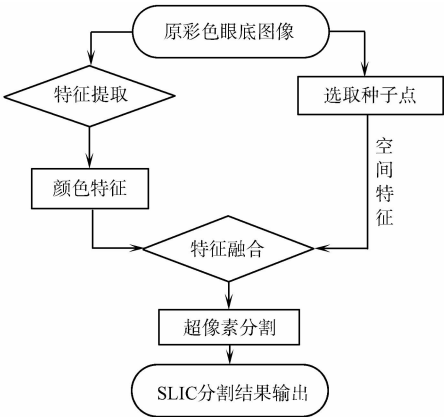 原彩色眼底图像
特征提取
选取种子点
空间特征
颜色特征
特征融合
超像素分割
SLIC分割结果输出